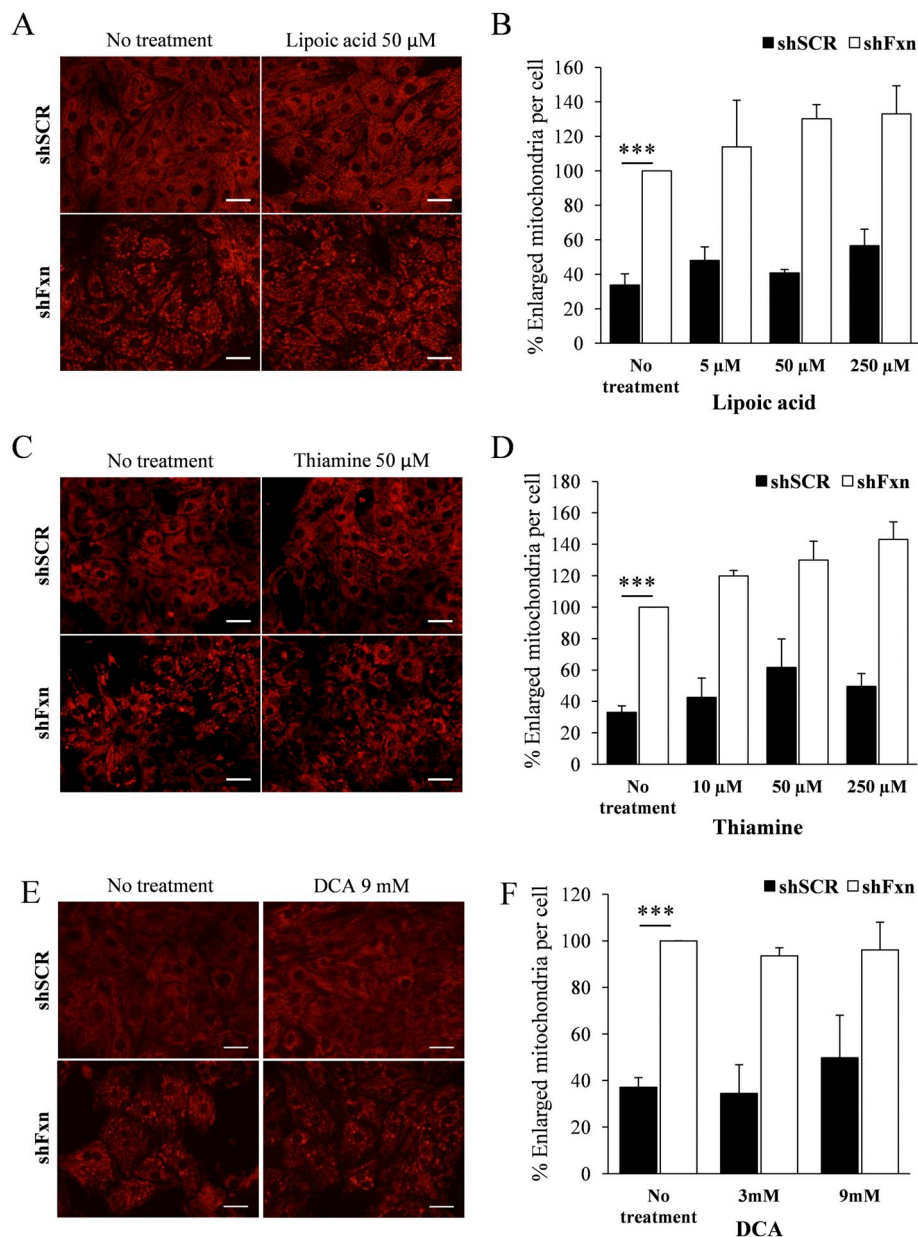 A
No treatment
Lipoic acid 50 μM
shSCR
shFxn
B
shSCR
shFxn
% Enlarged mitochondria per cell
160
140
120
100
80
60
40
20
0
***
No treatment
5 μM
50 μM
250 μM
Lipoic acid
C
No treatment
Thiamine 50 μM
shSCR
shFxn
D
shSCR
shFxn
% Enlarged mitochondria per cell
180
160
140
120
100
80
60
40
20
0
***
No treatment
10 μM
50 μM
250 μM
Thiamine
E
No treatment
DCA 9 mM
shSCR
shFxn
F
shSCR
shFxn
% Enlarged mitochondria per cell
120
100
80
60
40
20
0
***
No treatment
3mM
9mM
DCA